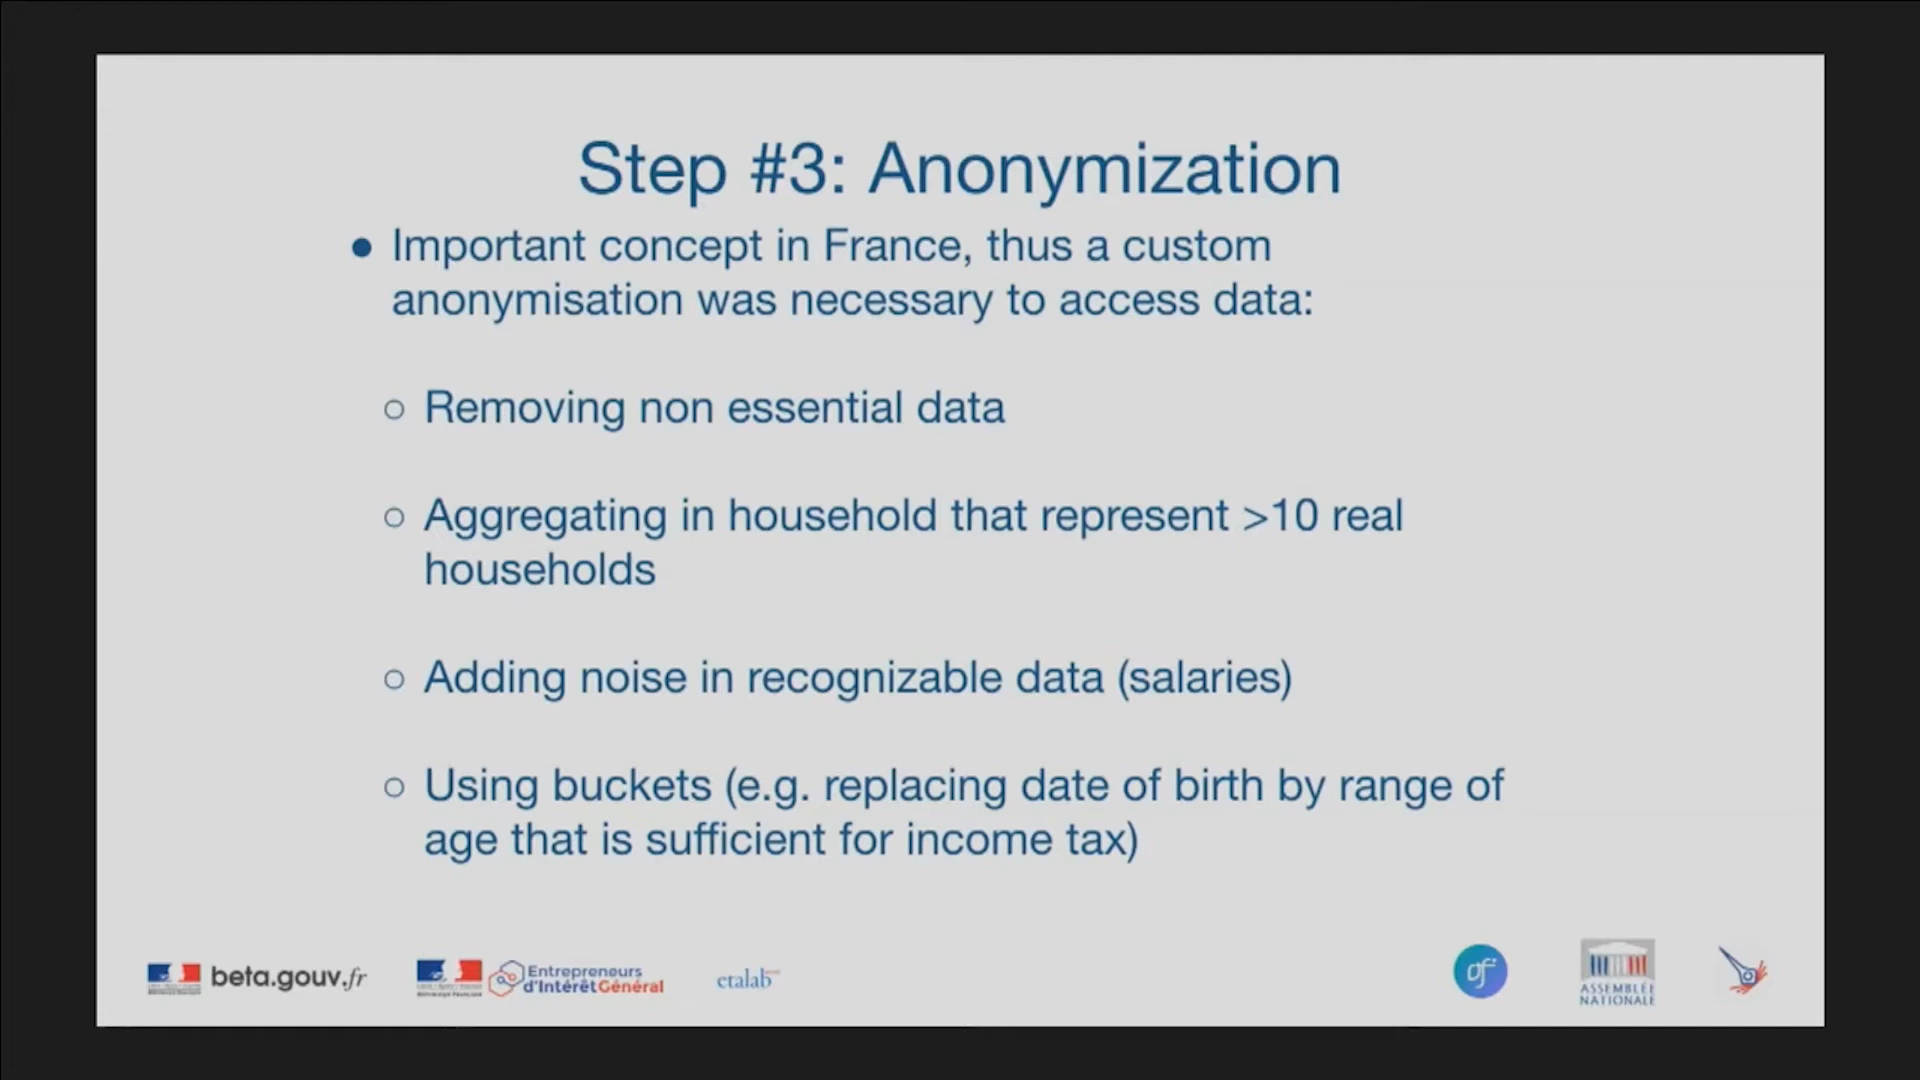 Step #3: Anonymization
● Important concept in France, thus a custom
anonymisation was necessary to access data:
○ Removing non essential data
○ Aggregating in household that represent >10 real
households
○ Adding noise in recognizable data (salaries)
○ Using buckets (e.g. replacing date of birth by range of
age that is sufficient for income tax)
beta.gouv.fr
Entrepreneurs
d'IntérêtGénéral
etalab
of
ASSEMBLÉE
NATIONALE